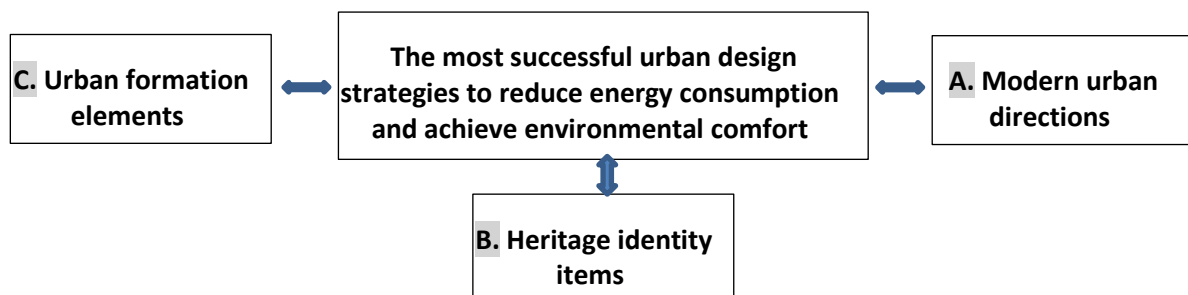 The most successful urban design
strategies to reduce energy consumption
and achieve environmental comfort
C. Urban formation
elements
A. Modern urban
directions
B. Heritage identity
items